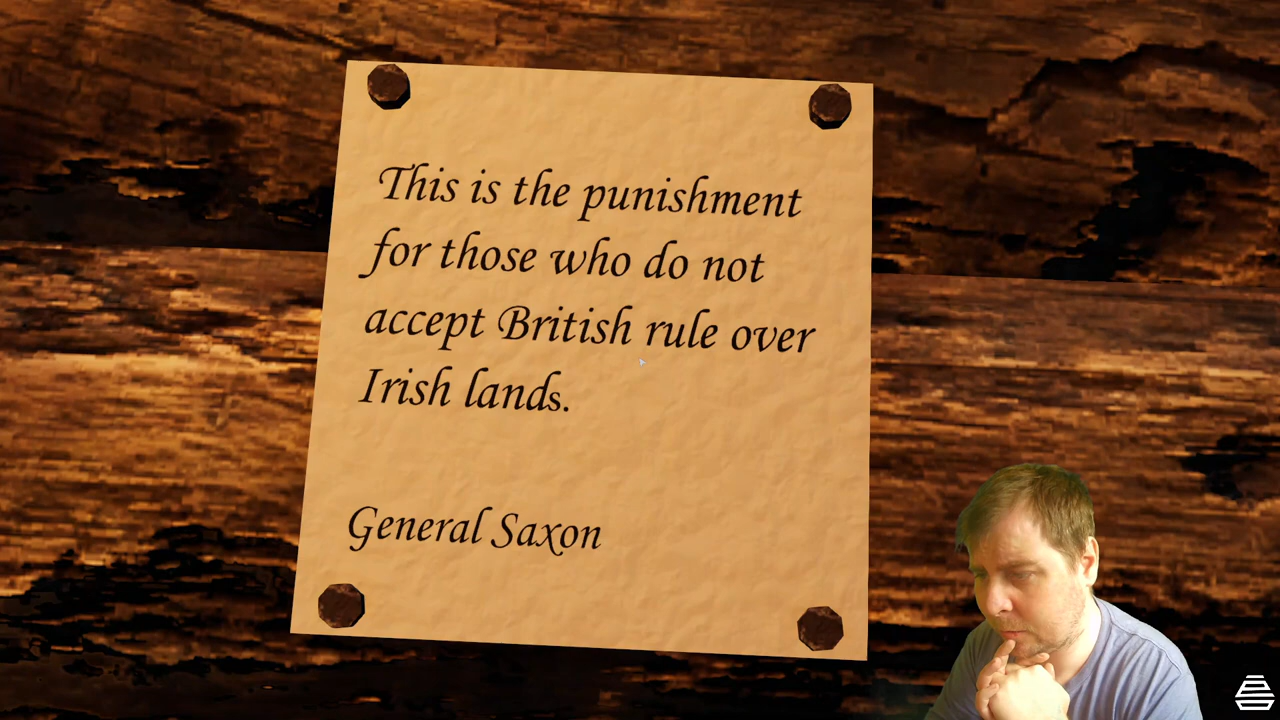 This is the punishment
for those who do not
accept British rule over
Irish lands.
General Saxon